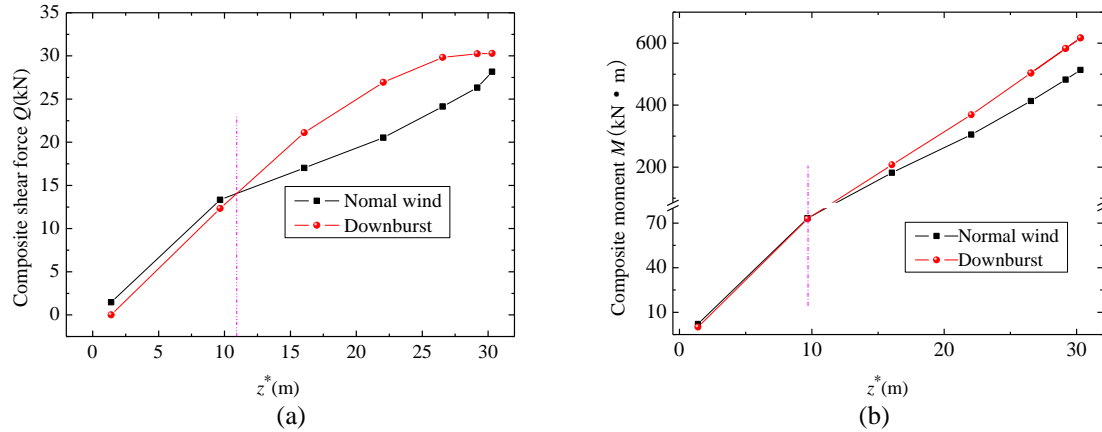 35
30
25
20
15
10
5
0
Composite shear force Q(kN)
Nomal wind
Downburst
0 5 10 15 20 25 30
z*(m)
(a)
600
400
200
70
40
10
Composite moment M(kN•m)
Normal wind
Downburst
0 10 20 30
z*(m)
(b)